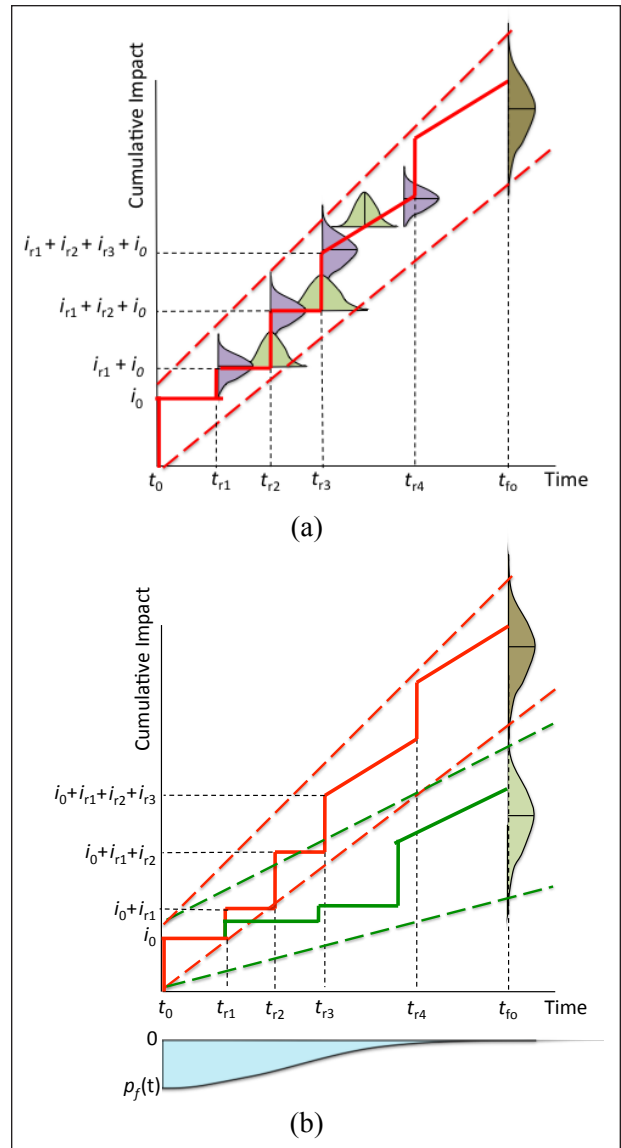 Cumulative Impact
i_r1 + i_r2 + i_r3 + i_0
i_r1 + i_r2 + i_0
i_r1 + i_0
i_0
t_0 t_r1 t_r2 t_r3 t_r4 t_fo Time
(a)
Cumulative Impact
i_0+i_r1+i_r2+i_r3
i_0+i_r1+i_r2
i_0+i_r1
i_0
t_0 t_r1 t_r2 t_r3 t_r4 t_fo Time
0
p_f(t)
(b)